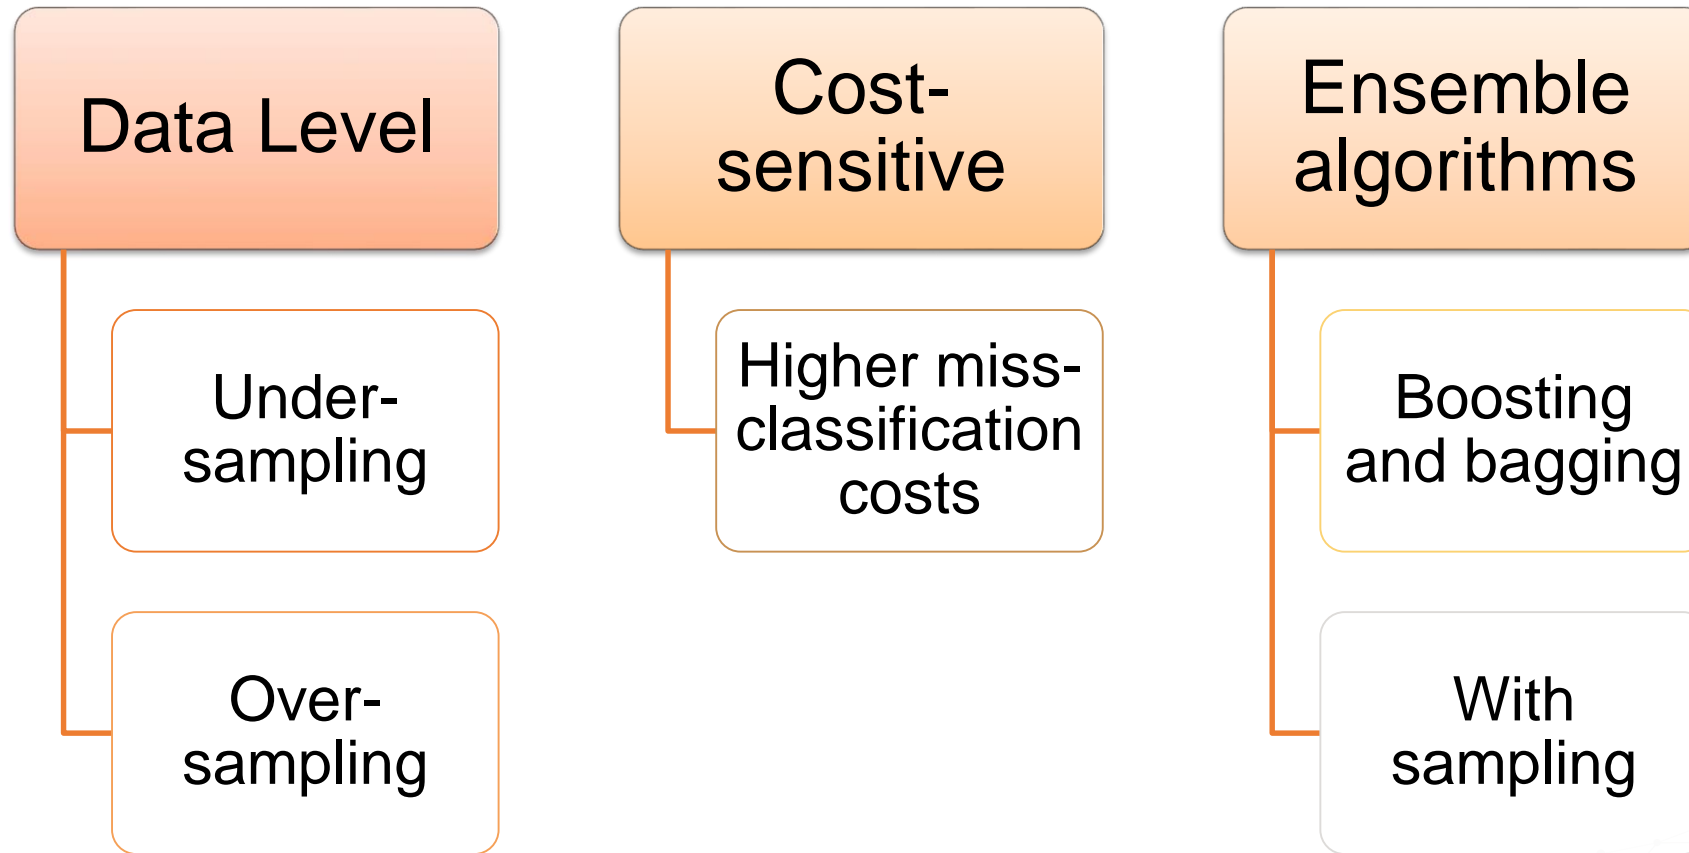 Data Level
Under-
sampling
Over-
sampling
Cost-
sensitive
Higher miss-
classification
costs
Ensemble
algorithms
Boosting
and bagging
With
sampling